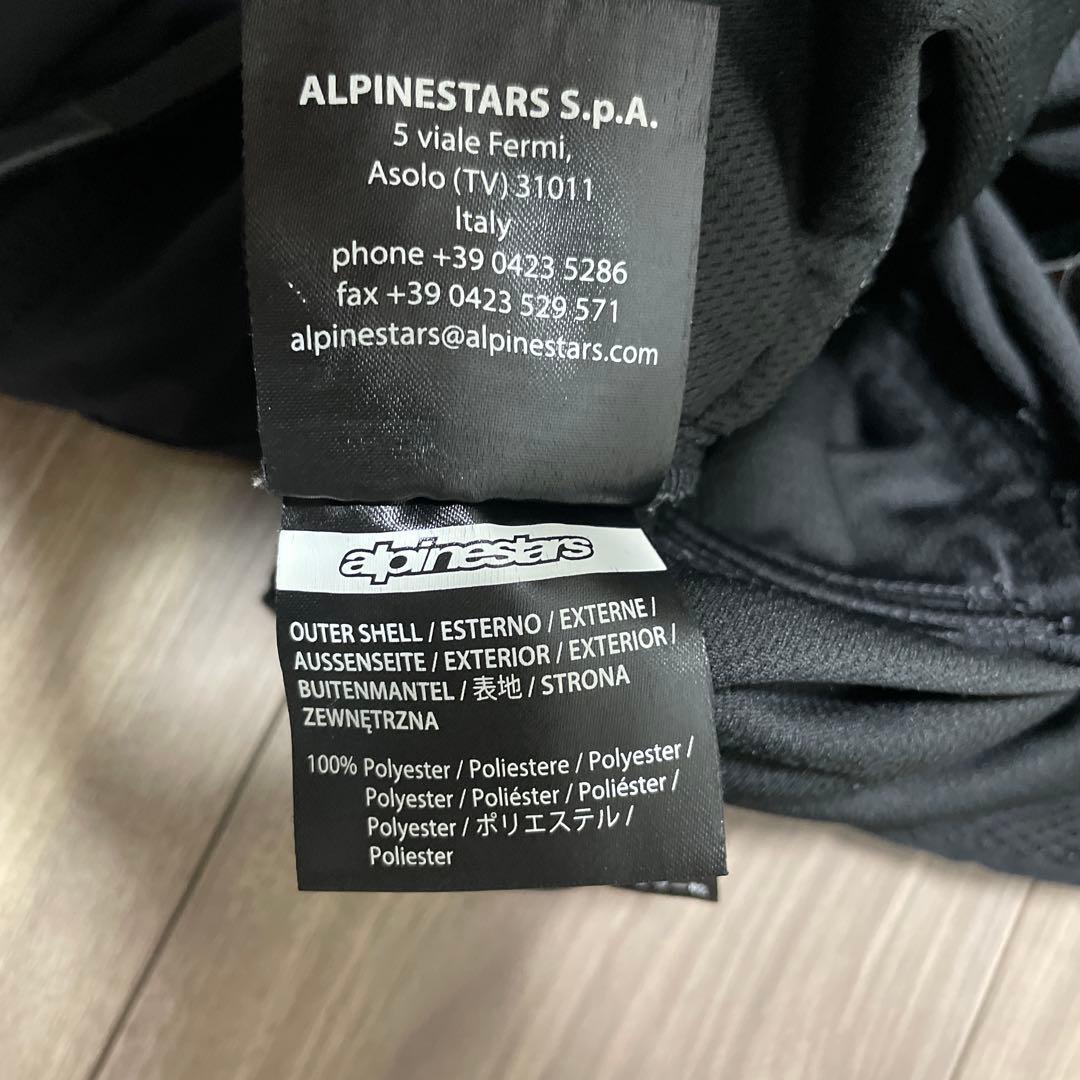 ALPINESTARS S.p.A.
5 viale Fermi,
Asolo (TV) 31011
Italy
phone +39 0423 5286
fax +39 0423 529 571
alpinestars@alpinestars.com
alpinestars
OUTER SHELL / ESTERNO / EXTERNE /
AUSSENSEITE / EXTERIOR / EXTERIOR /
BUITENMANTEL / 表地 / STRONA
ZEWNĘTRZNA
100% Polyester / Poliestere / Polyester /
Polyester / Poliéster / Poliéster /
Polyester / ポリエステル /
Poliester